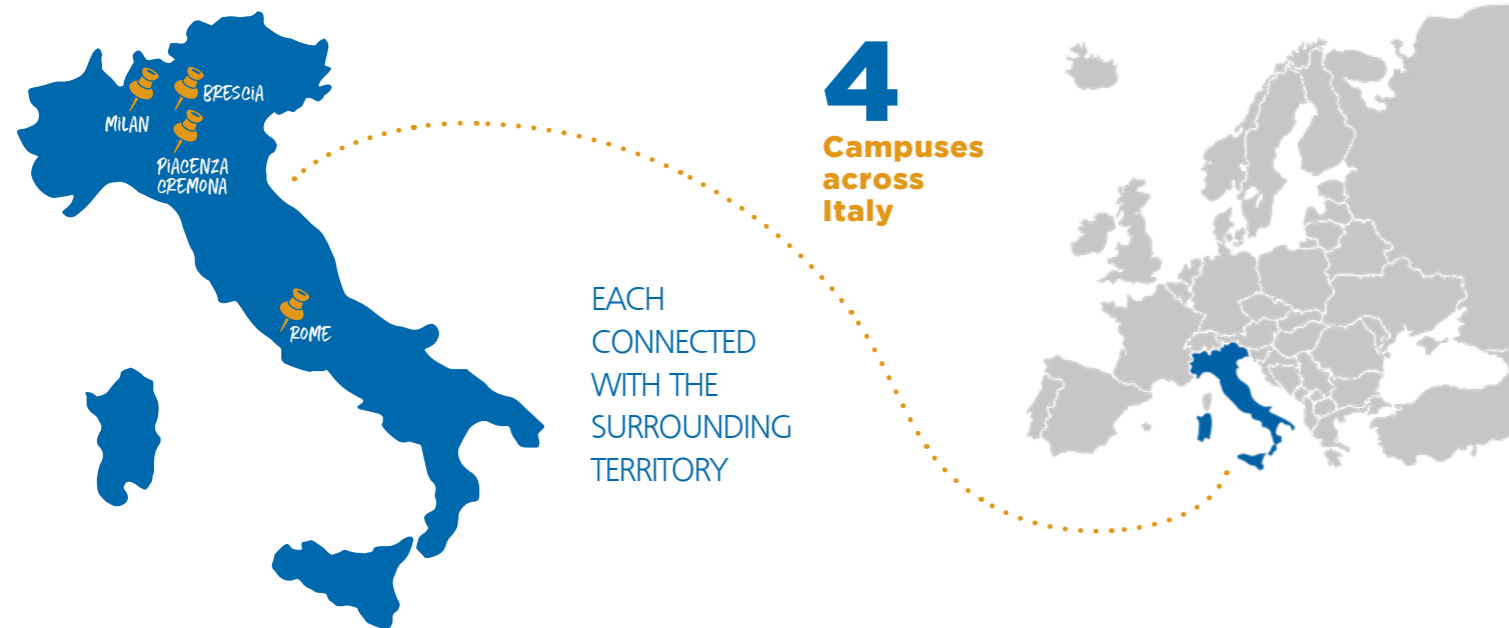 BRESCIA
MILAN
PIACENZA
CREMONA
ROME
EACH
CONNECTED
WITH THE
SURROUNDING
TERRITORY
4
Campuses
across
Italy